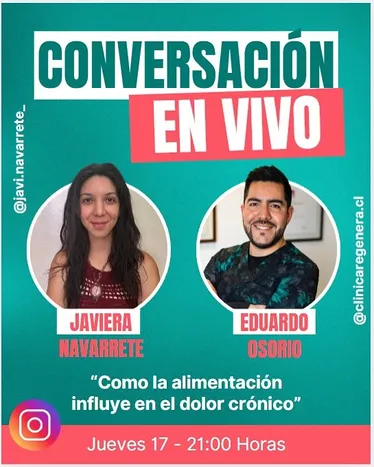 CONVERSACIÓN
EN VIVO
@javi.navarrete_
@clinicaregenera.cl
JAVIERA
NAVARRETE
EDUARDO
OSORIO
“Como la alimentación
influye en el dolor crónico”
Jueves 17 - 21:00 Horas